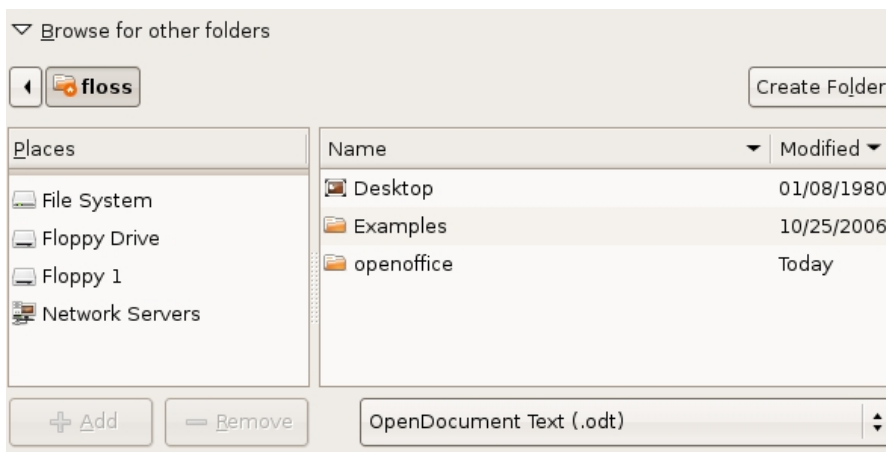 Browse for other folders
floss
Create Folder
Places
Name
Modified
File System
Floppy Drive
Floppy 1
Network Servers
Desktop
01/08/1980
Examples
10/25/2006
openoffice
Today
Add
Remove
OpenDocument Text (.odt)